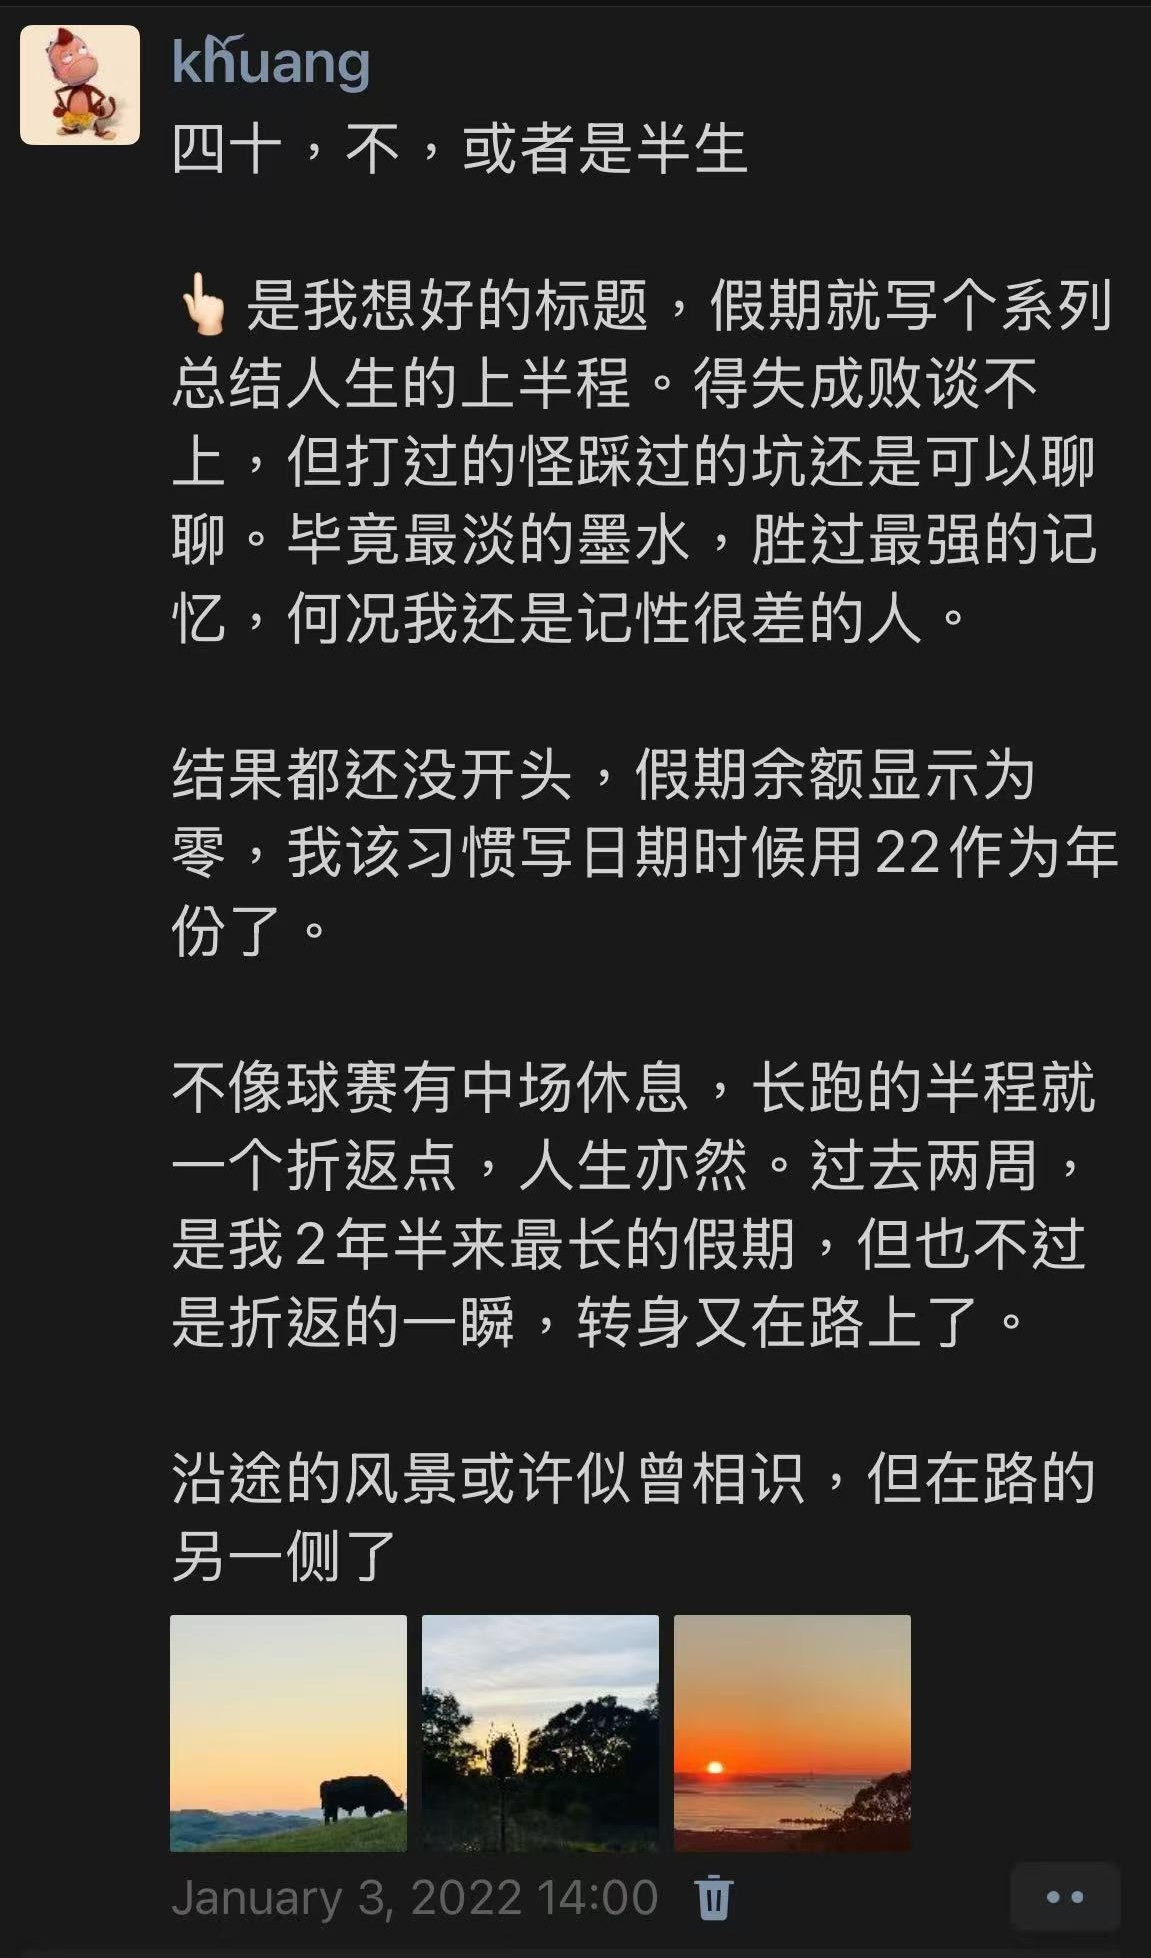 khuang
四十，不，或者是半生
👆🏻 是我想好的标题，假期就写个系列
总结人生的上半程。得失成败谈不
上，但打过的怪踩过的坑还是可以聊
聊。毕竟最淡的墨水，胜过最强的记
忆，何况我还是记性很差的人。
结果都还没开头，假期余额显示为
零，我该习惯写日期时候用22作为年
份了。
不像球赛有中场休息，长跑的半程就
一个折返点，人生亦然。过去两周，
是我2年半来最长的假期，但也不过
是折返的一瞬，转身又在路上了。
沿途的风景或许似曾相识，但在路的
另一侧了
January 3, 2022 14:00